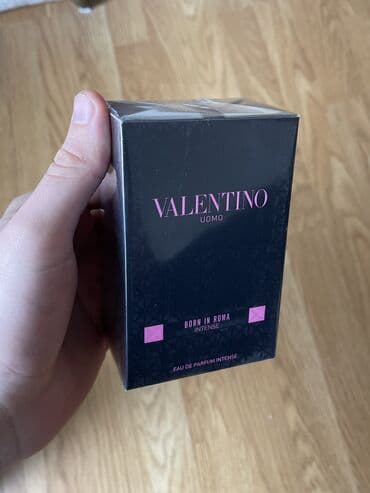 VALENTINO
UOMO
BORN IN ROMA
INTENSE
EAU DE PARFUM INTENSE